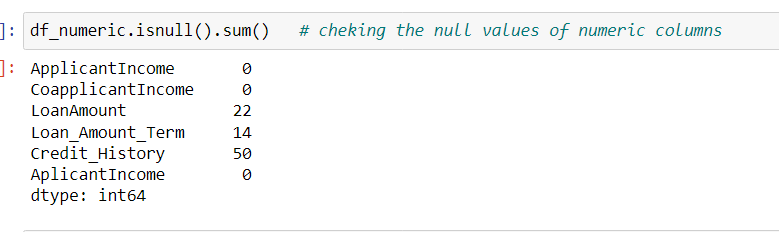 ]: df_numeric.isnull().sum()   # cheking the null values of numeric columns
]: ApplicantIncome       0
CoapplicantIncome     0
LoanAmount           22
Loan_Amount_Term     14
Credit_History       50
AplicantIncome        0
dtype: int64